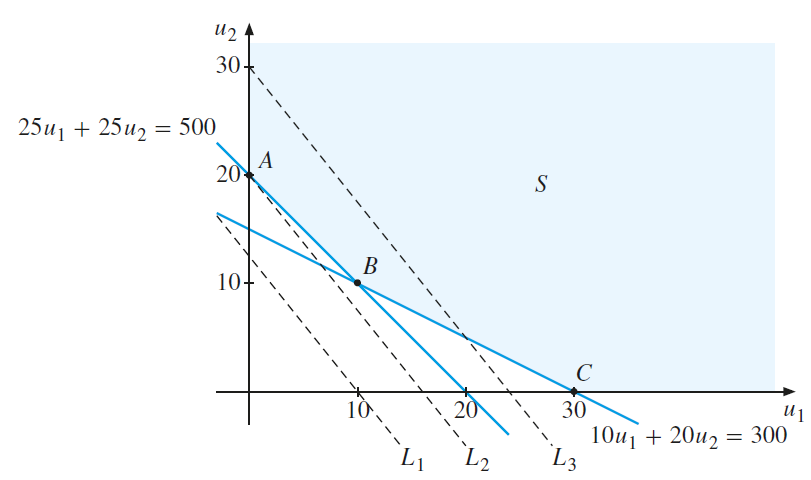 u₂
30
25u₁ + 25u₂ = 500
A
20
S
B
10
C
10
20
30
u₁
10u₁ + 20u₂ = 300
L₁
L₂
L₃